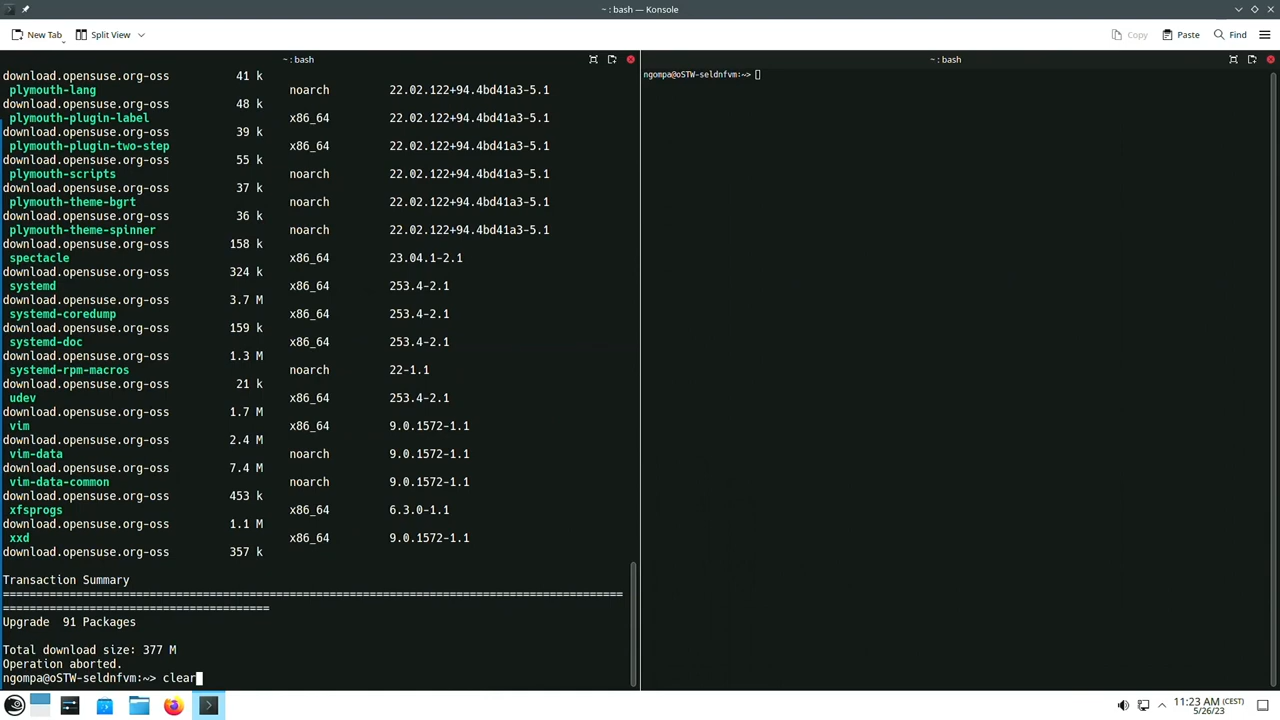 ~ : bash — Konsole
New Tab
Split View
Copy
Paste
Find
~ : bash
~ : bash
download.opensuse.org-oss 41 k
plymouth-lang noarch 22.02.122+94.4bd41a3-5.1
download.opensuse.org-oss 48 k
plymouth-plugin-label x86_64 22.02.122+94.4bd41a3-5.1
download.opensuse.org-oss 39 k
plymouth-plugin-two-step x86_64 22.02.122+94.4bd41a3-5.1
download.opensuse.org-oss 55 k
plymouth-scripts noarch 22.02.122+94.4bd41a3-5.1
download.opensuse.org-oss 37 k
plymouth-theme-bgrt noarch 22.02.122+94.4bd41a3-5.1
download.opensuse.org-oss 36 k
plymouth-theme-spinner noarch 22.02.122+94.4bd41a3-5.1
download.opensuse.org-oss 158 k
spectacle x86_64 23.04.1-2.1
download.opensuse.org-oss 324 k
systemd x86_64 253.4-2.1
download.opensuse.org-oss 3.7 M
systemd-coredump x86_64 253.4-2.1
download.opensuse.org-oss 159 k
systemd-doc x86_64 253.4-2.1
download.opensuse.org-oss 1.3 M
systemd-rpm-macros noarch 22-1.1
download.opensuse.org-oss 21 k
udev x86_64 253.4-2.1
download.opensuse.org-oss 1.7 M
vim x86_64 9.0.1572-1.1
download.opensuse.org-oss 2.4 M
vim-data noarch 9.0.1572-1.1
download.opensuse.org-oss 7.4 M
vim-data-common noarch 9.0.1572-1.1
download.opensuse.org-oss 453 k
xfsprogs x86_64 6.3.0-1.1
download.opensuse.org-oss 1.1 M
xxd x86_64 9.0.1572-1.1
download.opensuse.org-oss 357 k
Transaction Summary
=============================================================================================
========================================
Upgrade 91 Packages
Total download size: 377 M
Operation aborted.
ngompa@oSTW-seldnfvm:~> clear
ngompa@oSTW-seldnfvm:~>
11:23 AM (CEST)
5/26/23